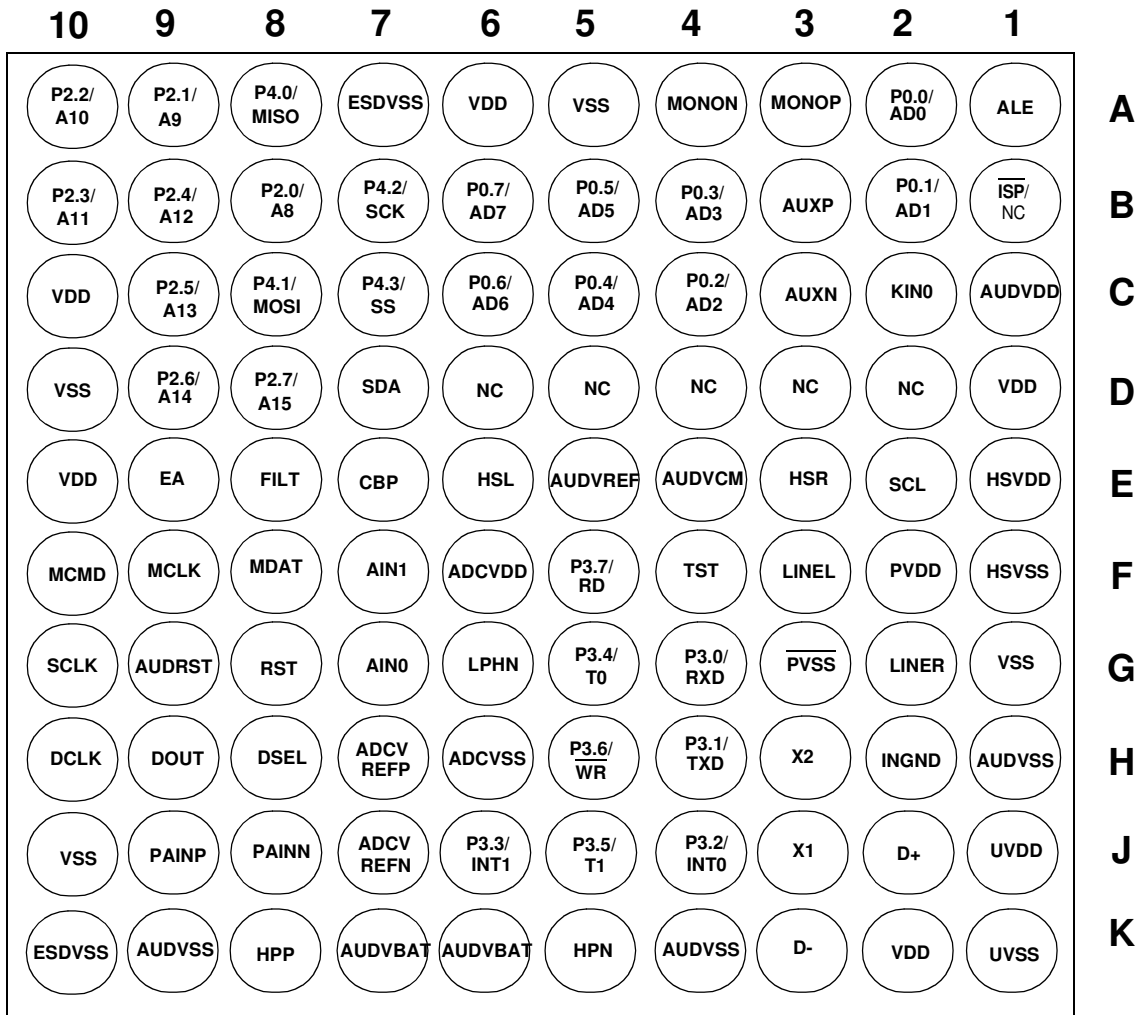 10 9 8 7 6 5 4 3 2 1
P2.2/ P2.1/ P4.0/ ESDVSS VDD VSS MONON MONOP P0.0/ ALE A
A10 A9 MISO AD0
P2.3/ P2.4/ P2.0/ P4.2/ P0.7/ P0.5/ P0.3/ AUXP P0.1/ ISP/ B
A11 A12 A8 SCK AD7 AD5 AD3 AD1 NC
VDD P2.5/ P4.1/ P4.3/ P0.6/ P0.4/ P0.2/ AUXN KIN0 AUDVDD C
A13 MOSI SS AD6 AD4 AD2
VSS P2.6/ P2.7/ SDA NC NC NC NC NC VDD D
A14 A15
VDD EA FILT CBP HSL AUDVREF AUDVCM HSR SCL HSVDD E
MCMD MCLK MDAT AIN1 ADCVDD P3.7/ TST LINEL PVDD HSVSS F
RD
SCLK AUDRST RST AIN0 LPHN P3.4/ P3.0/ PVSS LINER VSS G
T0 RXD
DCLK DOUT DSEL ADCV ADCVSS P3.6/ P3.1/ X2 INGND AUDVSS H
REFP WR TXD
VSS PAINP PAINN ADCV P3.3/ P3.5/ P3.2/ X1 D+ UVDD J
REFN INT1 T1 INT0
ESDVSS AUDVSS HPP AUDVBAT AUDVBAT HPN AUDVSS D- VDD UVSS K